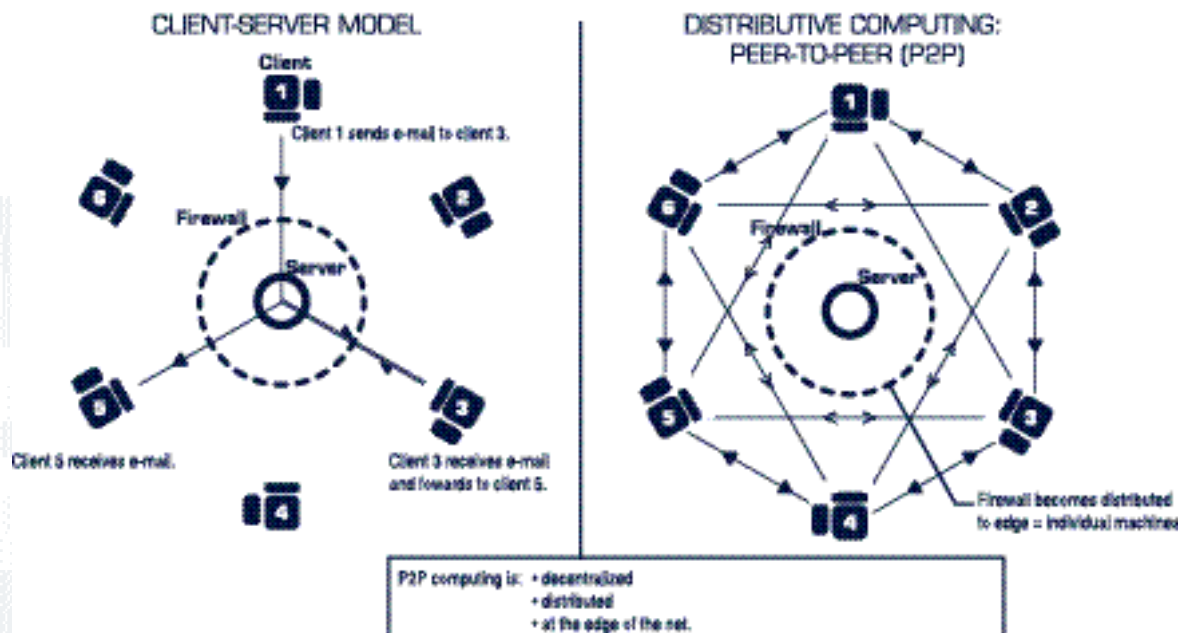 CLIENT-SERVER MODEL
Client
1
Client 1 sends e-mail to client 3.
6
2
Firewall
Server
5
3
Client 5 receives e-mail.
Client 3 receives e-mail
and fowards to client 5.
4
DISTRIBUTIVE COMPUTING:
PEER-TO-PEER (P2P)
1
6
2
Firewall
Server
5
3
4
Firewall becomes distributed
to edge = individual machines
P2P computing is: • decentralized
• distributed
• at the edge of the net.